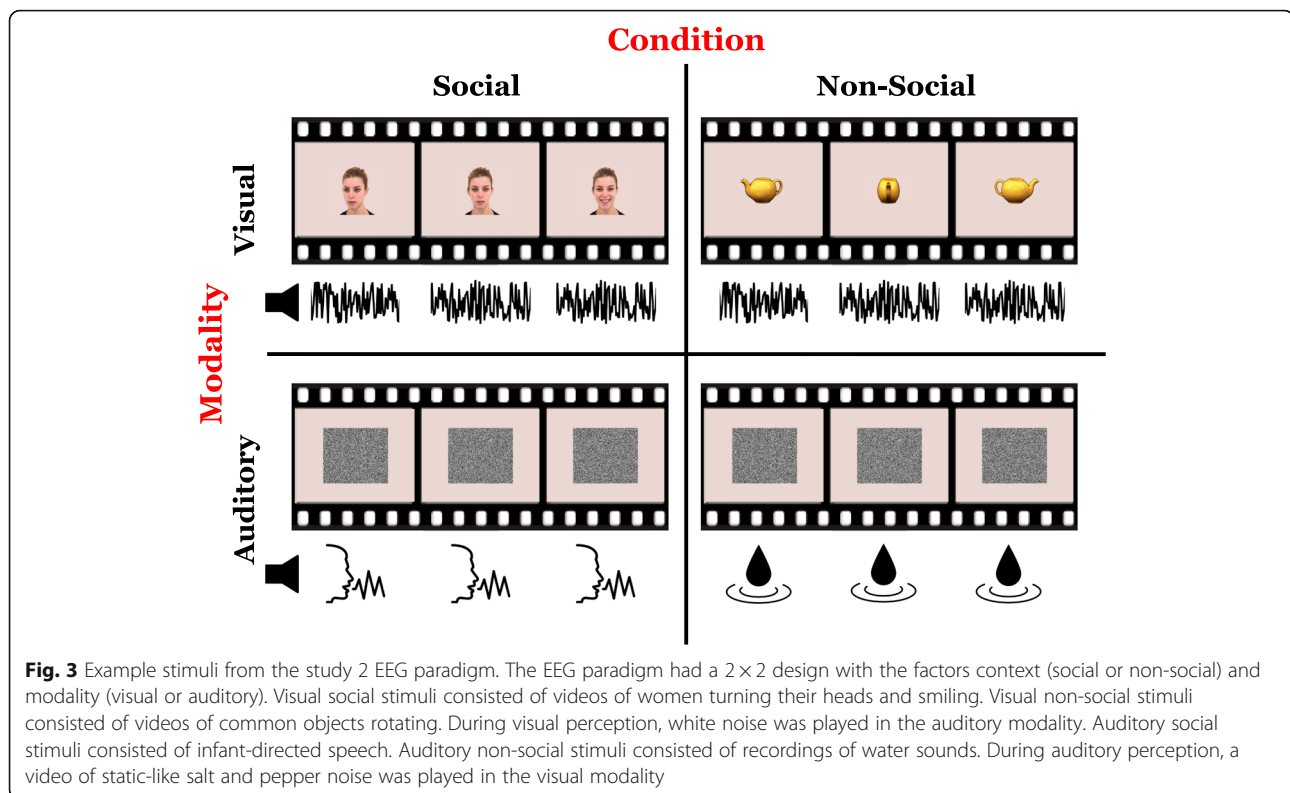 Condition
Social
Non-Social
Visual
Modality
Auditory
Fig. 3 Example stimuli from the study 2 EEG paradigm. The EEG paradigm had a 2 × 2 design with the factors context (social or non-social) and
modality (visual or auditory). Visual social stimuli consisted of videos of women turning their heads and smiling. Visual non-social stimuli
consisted of videos of common objects rotating. During visual perception, white noise was played in the auditory modality. Auditory social
stimuli consisted of infant-directed speech. Auditory non-social stimuli consisted of recordings of water sounds. During auditory perception, a
video of static-like salt and pepper noise was played in the visual modality